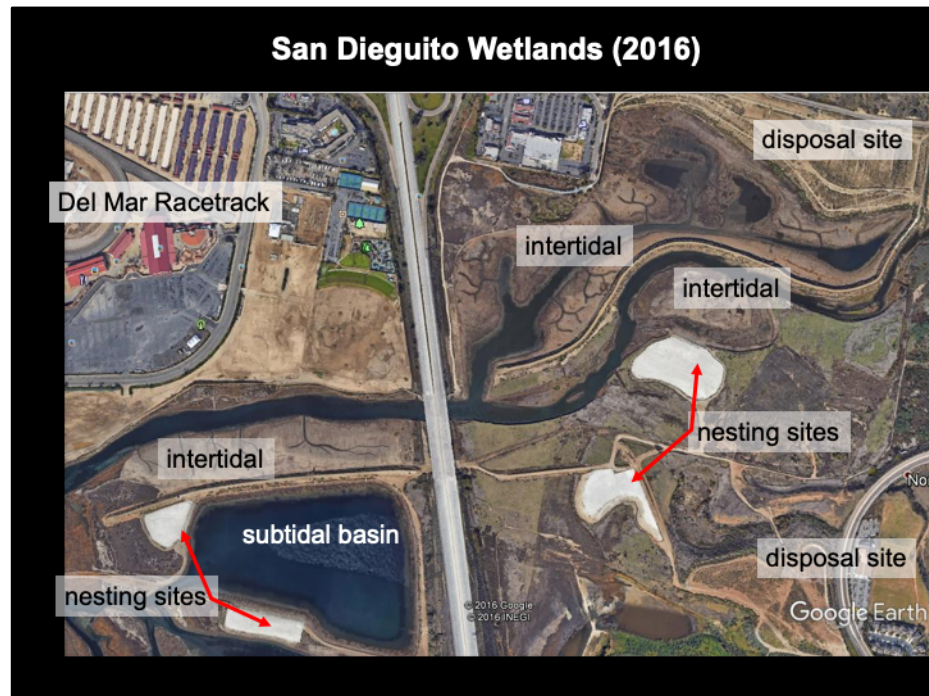 San Dieguito Wetlands (2016)
disposal site
Del Mar Racetrack
intertidal
intertidal
nesting sites
intertidal
No
subtidal basin
disposal site
nesting sites
© 2016 Google
© 2016 INEGI
Google Earth